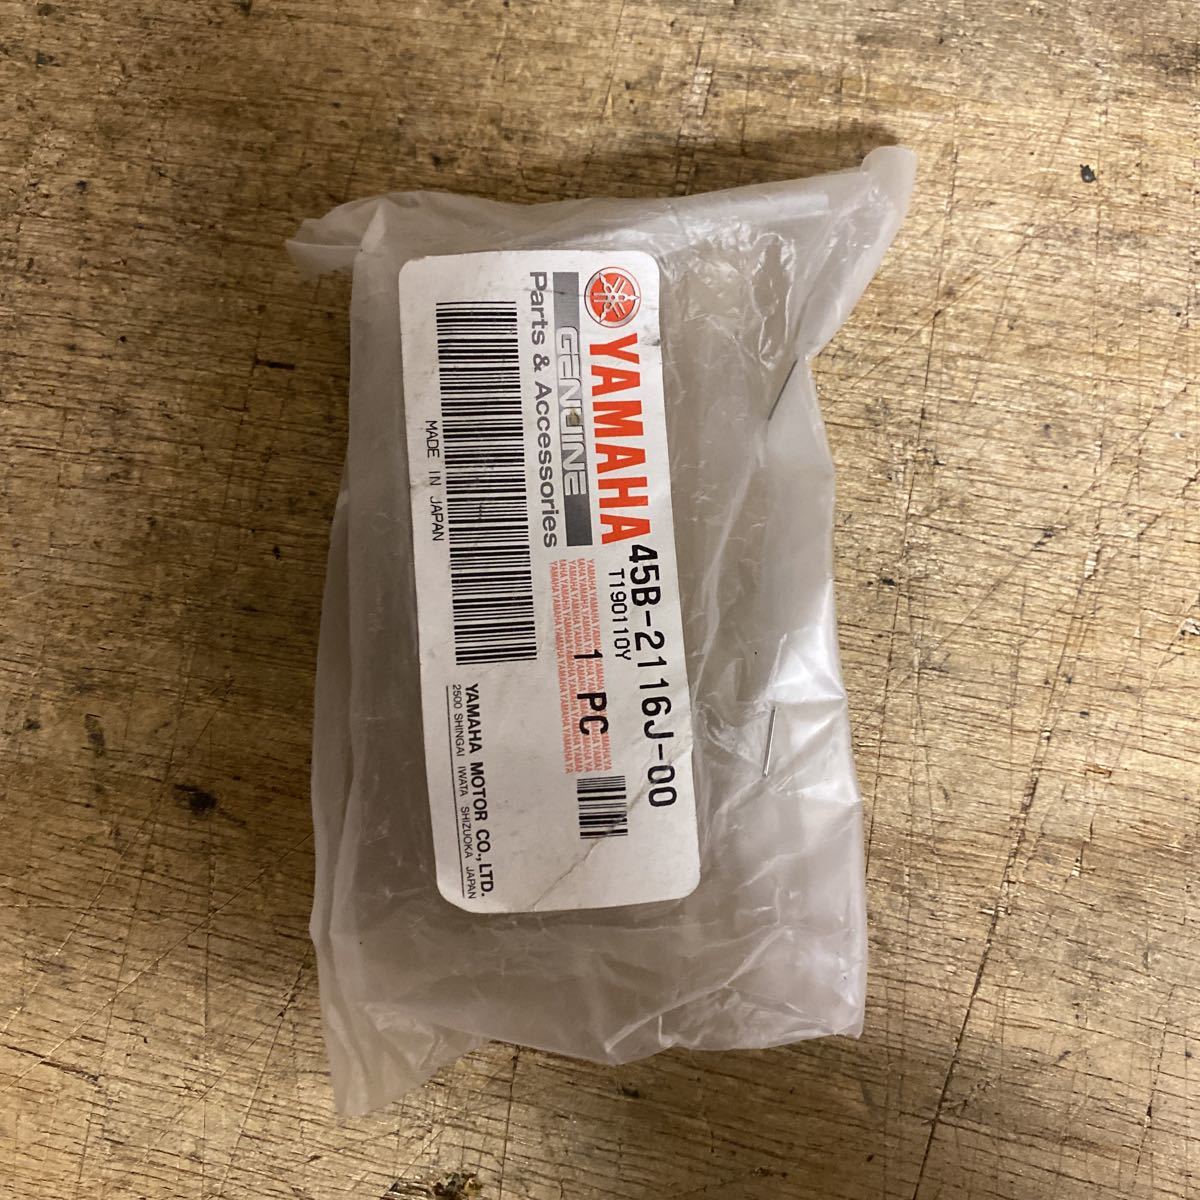 YAMAHA
GENUINE
Parts & Accessories
45B-2116J-00
T190110Y
1 PC
MADE IN JAPAN
YAMAHA MOTOR CO., LTD.
2500 SHINGAI IWATA SHIZUOKA JAPAN